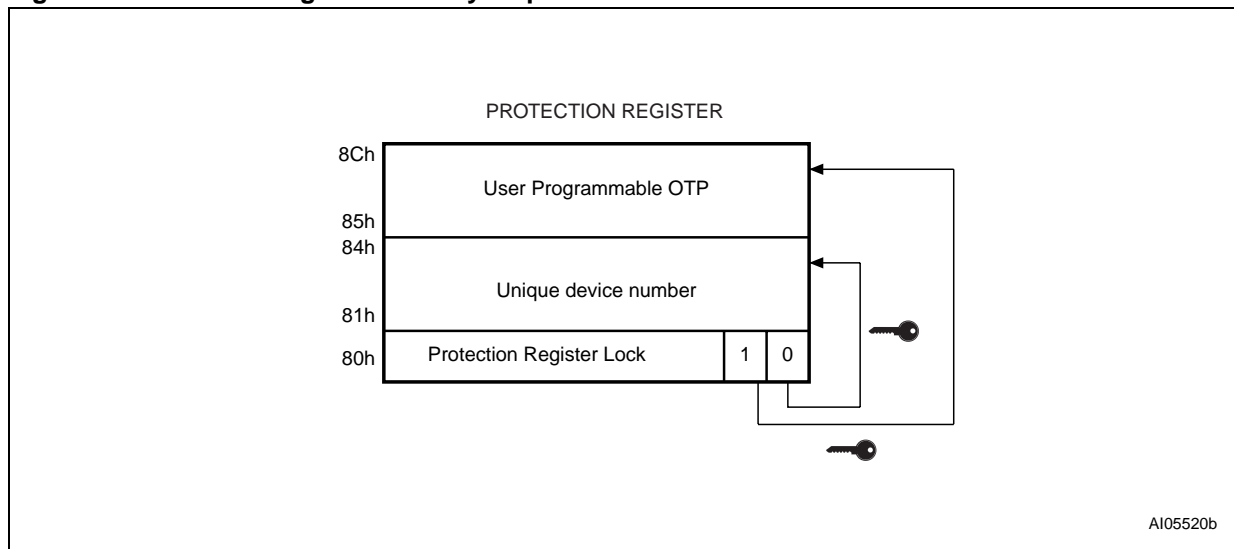 PROTECTION REGISTER
8Ch
User Programmable OTP
85h
84h
Unique device number
81h
80h Protection Register Lock 1 0
AI05520b